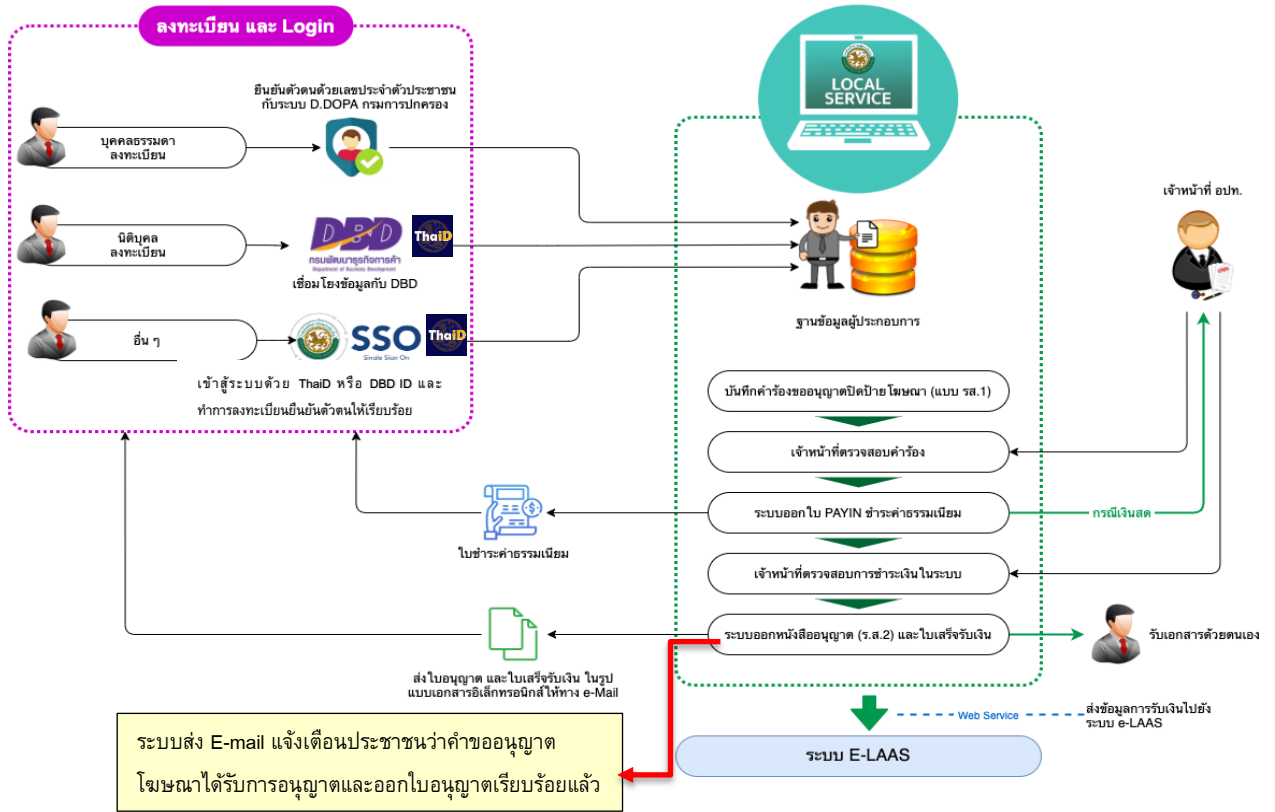 ลงทะเบียน และ Login
ยืนยันตัวตนด้วยเลขประจำตัวประชาชน
กับระบบ D.DOPA กรมการปกครอง
บุคคลธรรมดา
ลงทะเบียน
นิติบุคล
ลงทะเบียน
DBD
กรมพัฒนาธุรกิจการค้า
Department of Business Development
ThaiD
เชื่อมโยงข้อมูลกับ DBD
อื่น ๆ
SSO
Single Sign On
ThaiD
เข้าสู้ระบบด้วย ThaiD หรือ DBD ID และ
ทำการลงทะเบียนยืนยันตัวตนให้เรียบร้อย
LOCAL
SERVICE
ฐานข้อมูลผู้ประกอบการ
เจ้าหน้าที่ อปท.
บันทึกคำร้องขออนุญาตปิดป้ายโฆษณา (แบบ รส.1)
เจ้าหน้าที่ตรวจสอบคำร้อง
ระบบออกใบ PAYIN ชำระค่าธรรมเนียม
กรณีเงินสด
ใบชำระค่าธรรมเนียม
เจ้าหน้าที่ตรวจสอบการชำระเงินในระบบ
ระบบออกหนังสืออนุญาต (ร.ส.2) และใบเสร็จรับเงิน
รับเอกสารด้วยตนเอง
ส่งใบอนุญาต และใบเสร็จรับเงิน ในรูป
แบบเอกสารอิเล็กทรอนิกส์ให้ทาง e-Mail
Web Service
ส่งข้อมูลการรับเงินไปยัง
ระบบ e-LAAS
ระบบ E-LAAS
ระบบส่ง E-mail แจ้งเตือนประชาชนว่าคำขออนุญาต
โฆษณาได้รับการอนุญาตและออกใบอนุญาตเรียบร้อยแล้ว